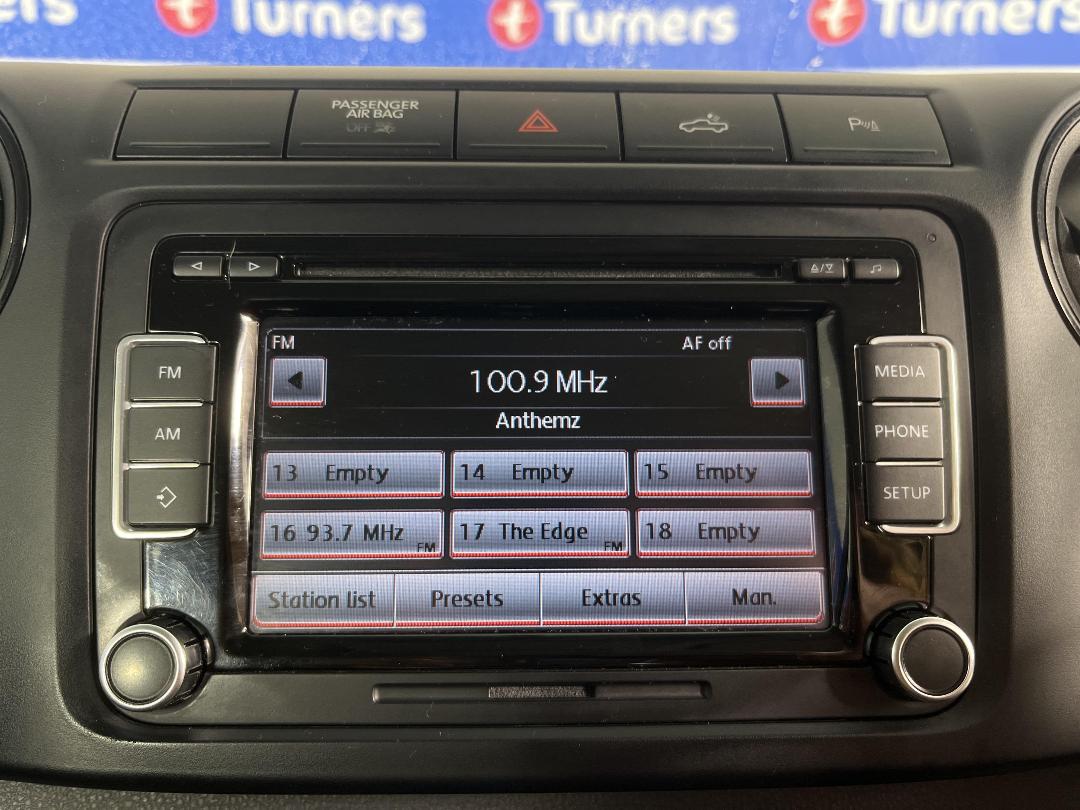 t Turners t Turners t Turners
PASSENGER
AIR BAG
OFF
P
FM AF off
100.9 MHz
Anthemz
13 Empty 14 Empty 15 Empty
16 93.7 MHz FM 17 The Edge FM 18 Empty
Station list Presets Extras Man.
FM
AM
MEDIA
PHONE
SETUP